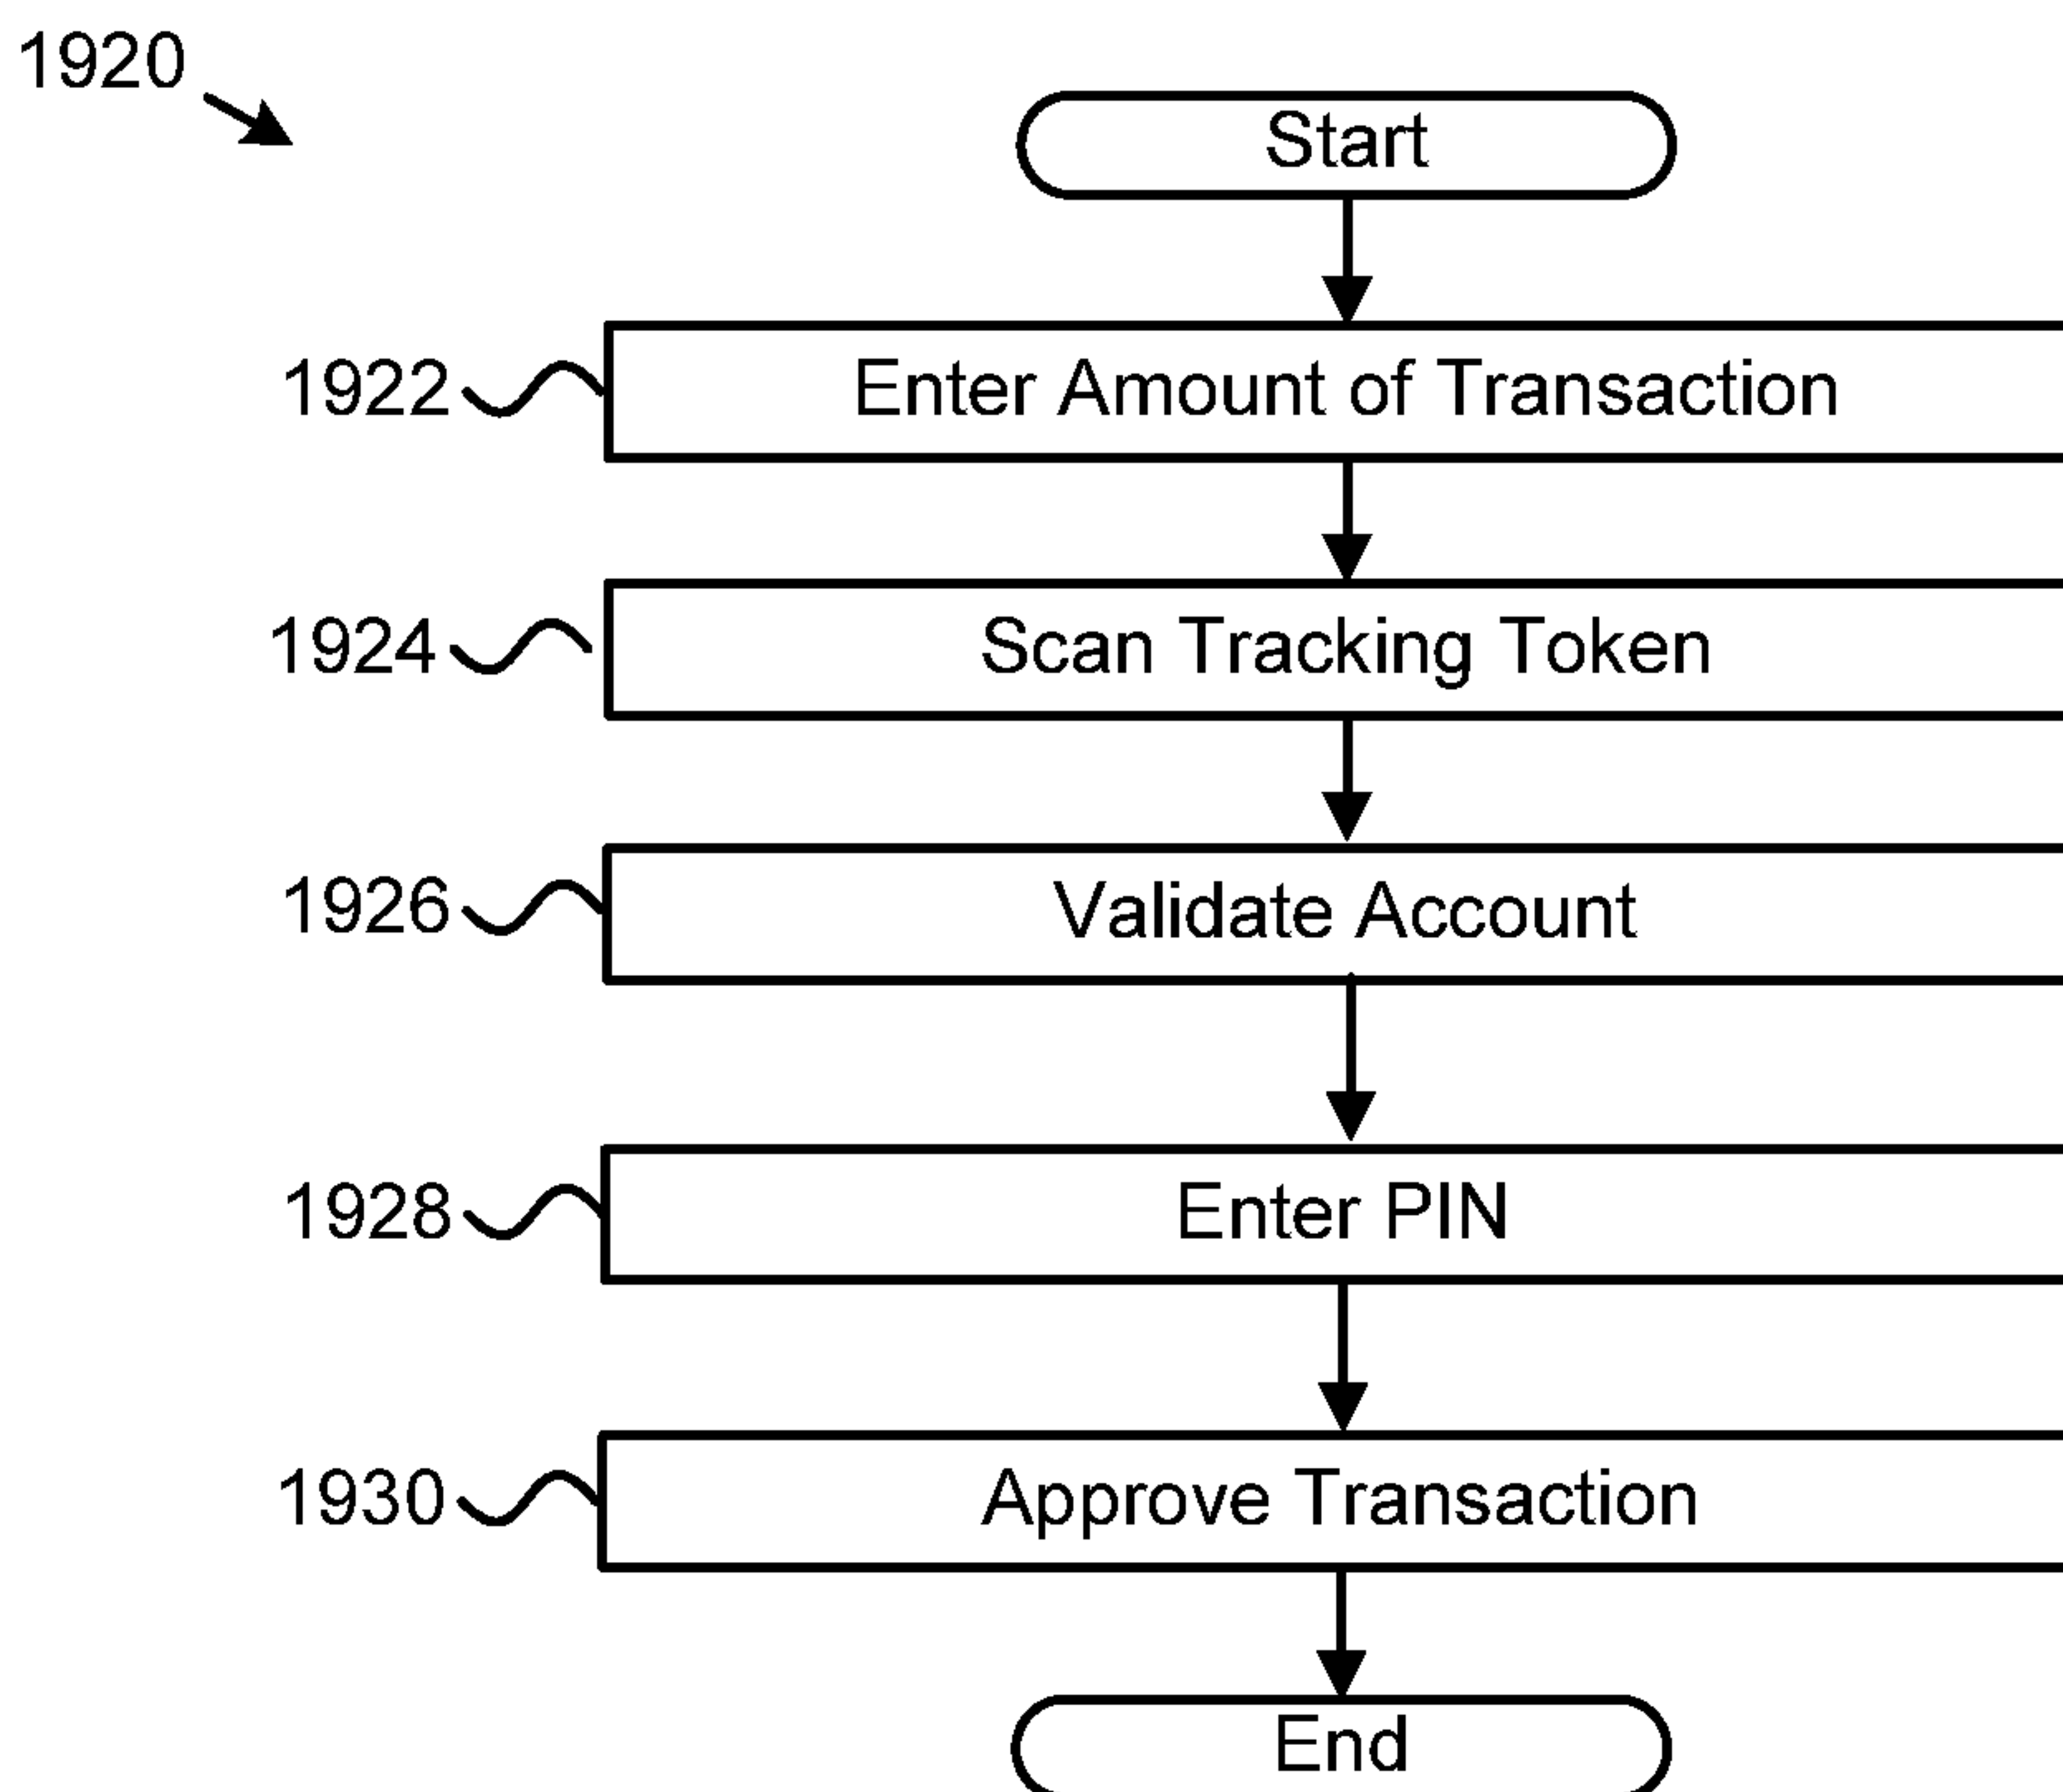 1920
Start
1922 Enter Amount of Transaction
1924 Scan Tracking Token
1926 Validate Account
1928 Enter PIN
1930 Approve Transaction
End